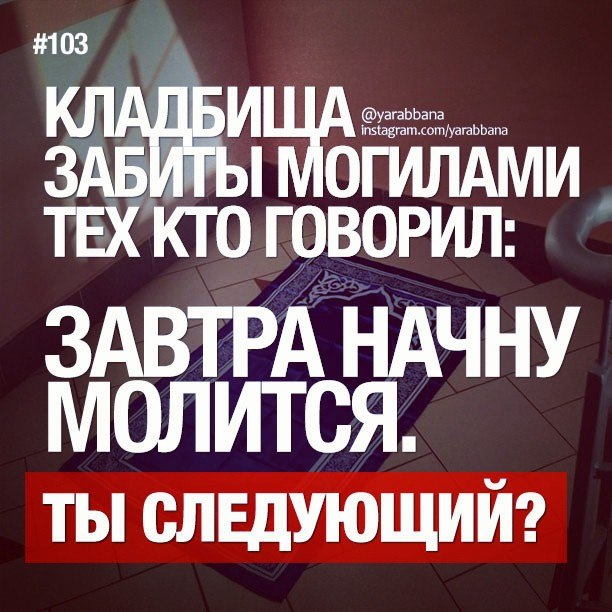 #103
КЛАДБИЩА
@yarabbana
instagram.com/yarabbana
ЗАБИТЫ МОГИЛАМИ
ТЕХ КТО ГОВОРИЛ:
ЗАВТРА НАЧНУ
МОЛИТСЯ.
ТЫ СЛЕДУЮЩИЙ?